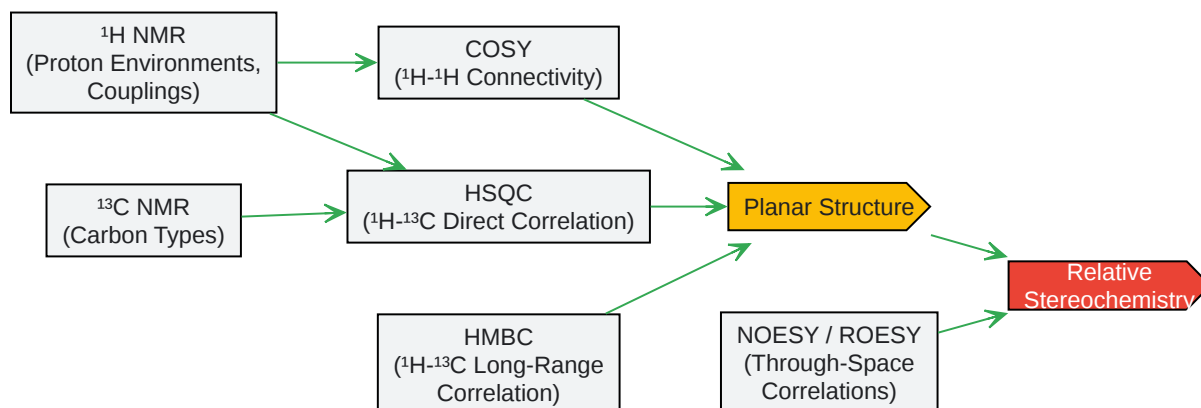 ¹H NMR
(Proton Environments,
Couplings)
COSY
(¹H-¹H Connectivity)
¹³C NMR
(Carbon Types)
HSQC
(¹H-¹³C Direct Correlation)
Planar Structure
Relative
Stereochemistry
HMBC
(¹H-¹³C Long-Range
Correlation)
NOESY / ROESY
(Through-Space
Correlations)